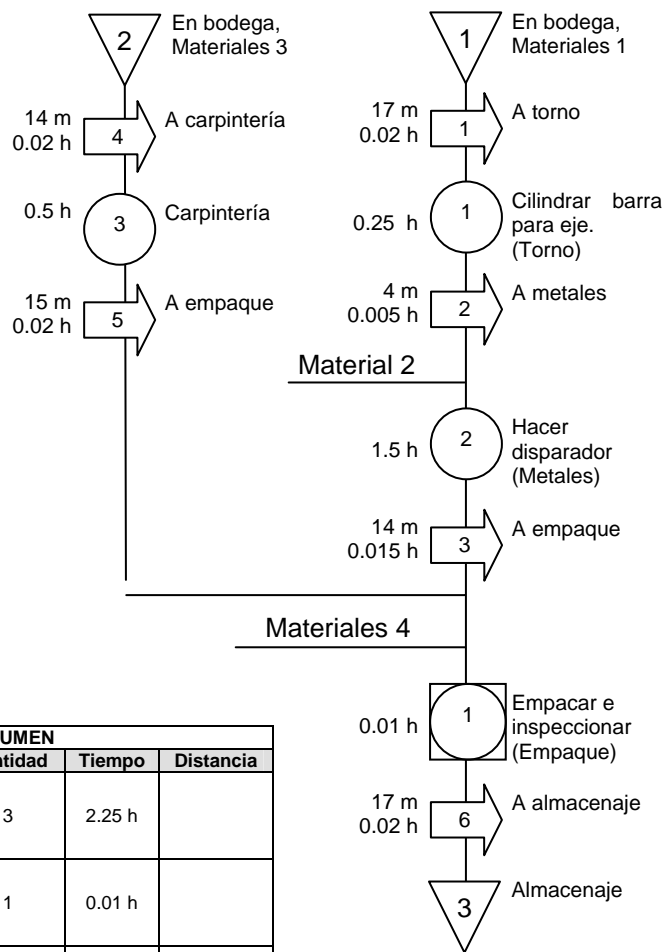 2
En bodega,
Materiales 3
14 m
0.02 h
4
A carpintería
0.5 h
3
Carpintería
15 m
0.02 h
5
A empaque
1
En bodega,
Materiales 1
17 m
0.02 h
1
A torno
0.25 h
1
Cilindrar barra
para eje.
(Torno)
4 m
0.005 h
2
A metales
Material 2
1.5 h
2
Hacer
disparador
(Metales)
14 m
0.015 h
3
A empaque
Materiales 4
0.01 h
1
Empacar e
inspeccionar
(Empaque)
17 m
0.02 h
6
A almacenaje
3
Almacenaje
UMEN
ntidad Tiempo Distancia
3 2.25 h
1 0.01 h